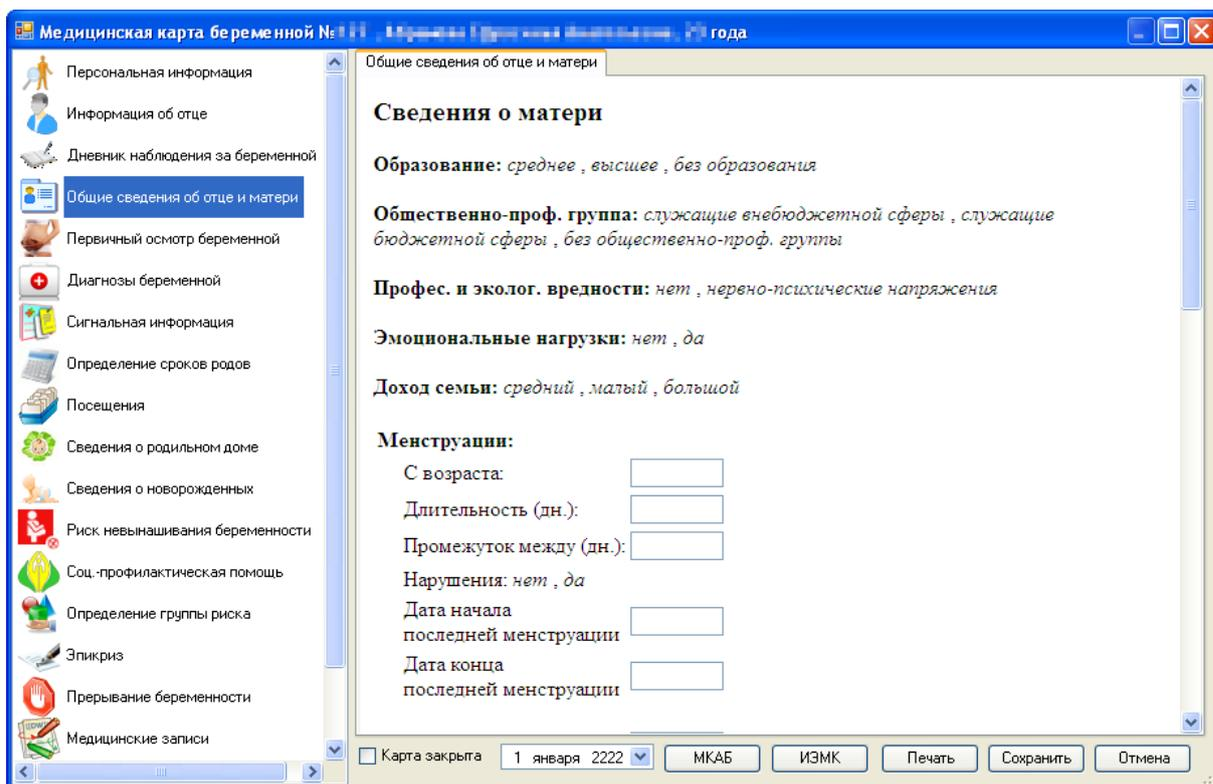 Медицинская карта беременной № года
Персональная информация
Информация об отце
Дневник наблюдения за беременной
Общие сведения об отце и матери
Первичный осмотр беременной
Диагнозы беременной
Сигнальная информация
Определение сроков родов
Посещения
Сведения о родильном доме
Сведения о новорожденных
Риск невынашивания беременности
Соц.-профилактическая помощь
Определение группы риска
Эпикриз
Прерывание беременности
Медицинские записи
Общие сведения об отце и матери
Сведения о матери
Образование: среднее , высшее , без образования
Общественно-проф. группа: служащие внебюджетной сферы , служащие
бюджетной сферы , без общественно-проф. группы
Профес. и эколог. вредности: нет , нервно-психические напряжения
Эмоциональные нагрузки: нет , да
Доход семьи: средний , малый , большой
Менструации:
С возраста:
Длительность (дн.):
Промежуток между (дн.):
Нарушения: нет , да
Дата начала
последней менструации
Дата конца
последней менструации
Карта закрыта 1 января 2222 МКАБ ИЭМК Печать Сохранить Отмена